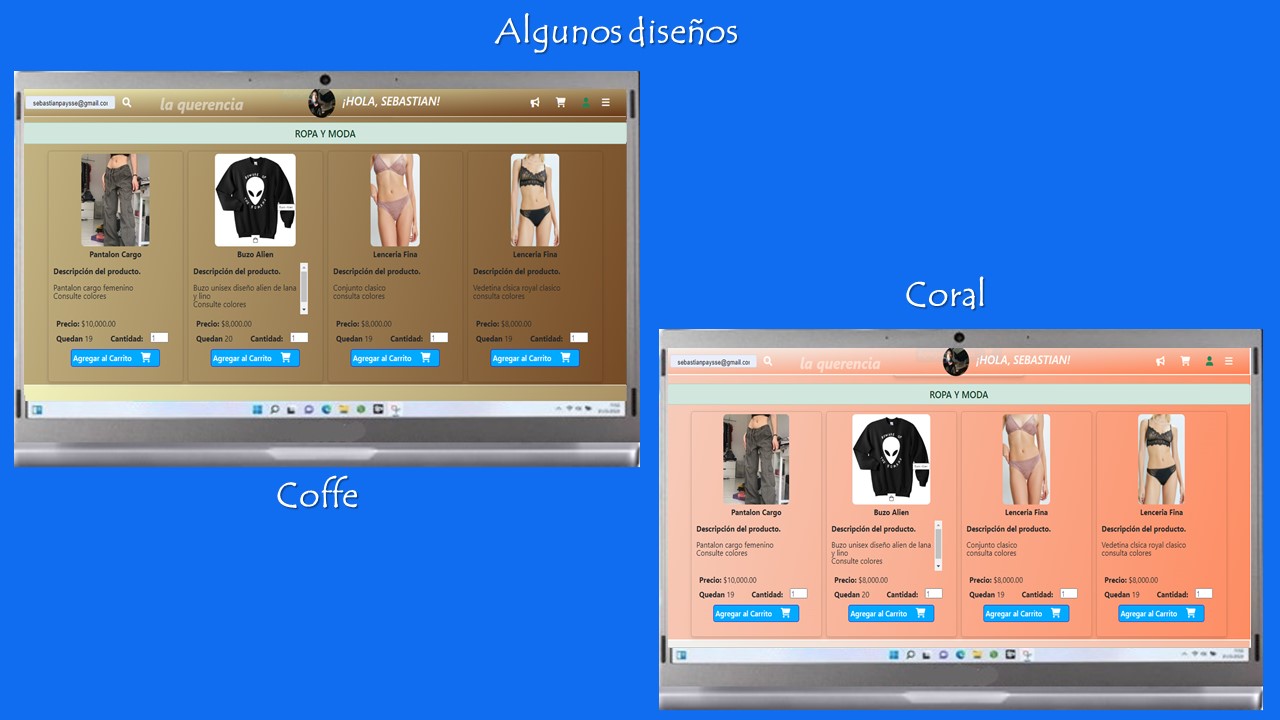 Algunos diseños
sebastianpaysse@gmail.cor
la querencia
¡HOLA, SEBASTIAN!
ROPA Y MODA
Pantalon Cargo
Descripción del producto.
Pantalon cargo femenino
Consulte colores
Precio: $10,000.00
Quedan 19 Cantidad: 1
Agregar al Carrito
Buzo Alien
Descripción del producto.
Buzo unisex diseño alien de lana
y lino
Consulte colores
Precio: $8,000.00
Quedan 20 Cantidad: 1
Agregar al Carrito
Lenceria Fina
Descripción del producto.
Conjunto clasico
consulta colores
Precio: $8,000.00
Quedan 19 Cantidad: 1
Agregar al Carrito
Lenceria Fina
Descripción del producto.
Vedetina clsica royal clasico
consulta colores
Precio: $8,000.00
Quedan 19 Cantidad: 1
Agregar al Carrito
Coffe
Coral
sebastianpaysse@gmail.cor
la querencia
¡HOLA, SEBASTIAN!
ROPA Y MODA
Pantalon Cargo
Descripción del producto.
Pantalon cargo femenino
Consulte colores
Precio: $10,000.00
Quedan 19 Cantidad: 1
Agregar al Carrito
Buzo Alien
Descripción del producto.
Buzo unisex diseño alien de lana
y lino
Consulte colores
Precio: $8,000.00
Quedan 20 Cantidad: 1
Agregar al Carrito
Lenceria Fina
Descripción del producto.
Conjunto clasico
consulta colores
Precio: $8,000.00
Quedan 19 Cantidad: 1
Agregar al Carrito
Lenceria Fina
Descripción del producto.
Vedetina clsica royal clasico
consulta colores
Precio: $8,000.00
Quedan 19 Cantidad: 1
Agregar al Carrito